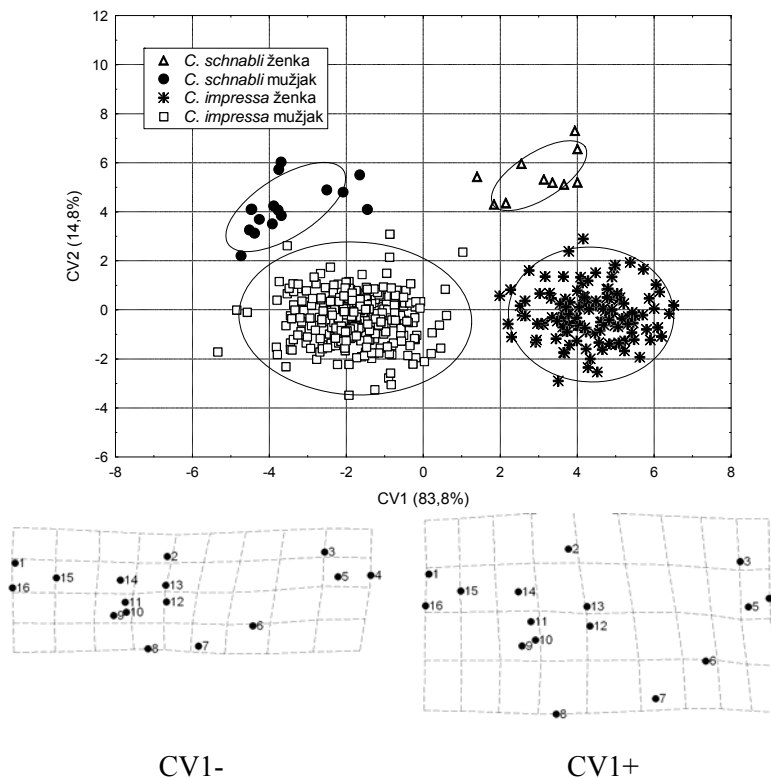 12
10
8
6
4
2
0
-2
-4
-6
CV2 (14,8%)
C. schnabli ženka
C. schnabli mužjak
C. impressa ženka
C. impressa mužjak
-8 -6 -4 -2 0 2 4 6 8
CV1 (83,8%)
1 2 3 4 5 6 7 8 9 10 11 12 13 14 15 16
1 2 3 5 6 7 8 9 10 11 12 13 14 15 16
CV1- CV1+